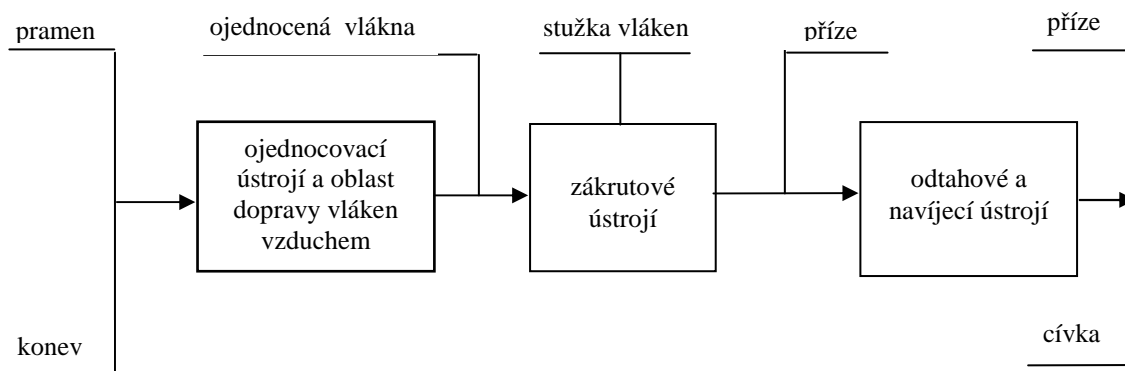 pramen
ojednocená vlákna
stužka vláken
příze
příze
ojednocovací
ústrojí a oblast
dopravy vláken
vzduchem
zákrutové
ústrojí
odtahové a
navíjecí ústrojí
konev
cívka